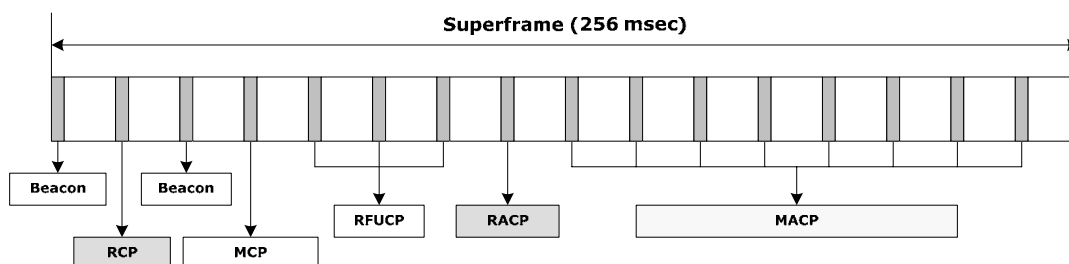 Superframe (256 msec)
Beacon
Beacon
RFUCP
RACP
MACP
RCP
MCP